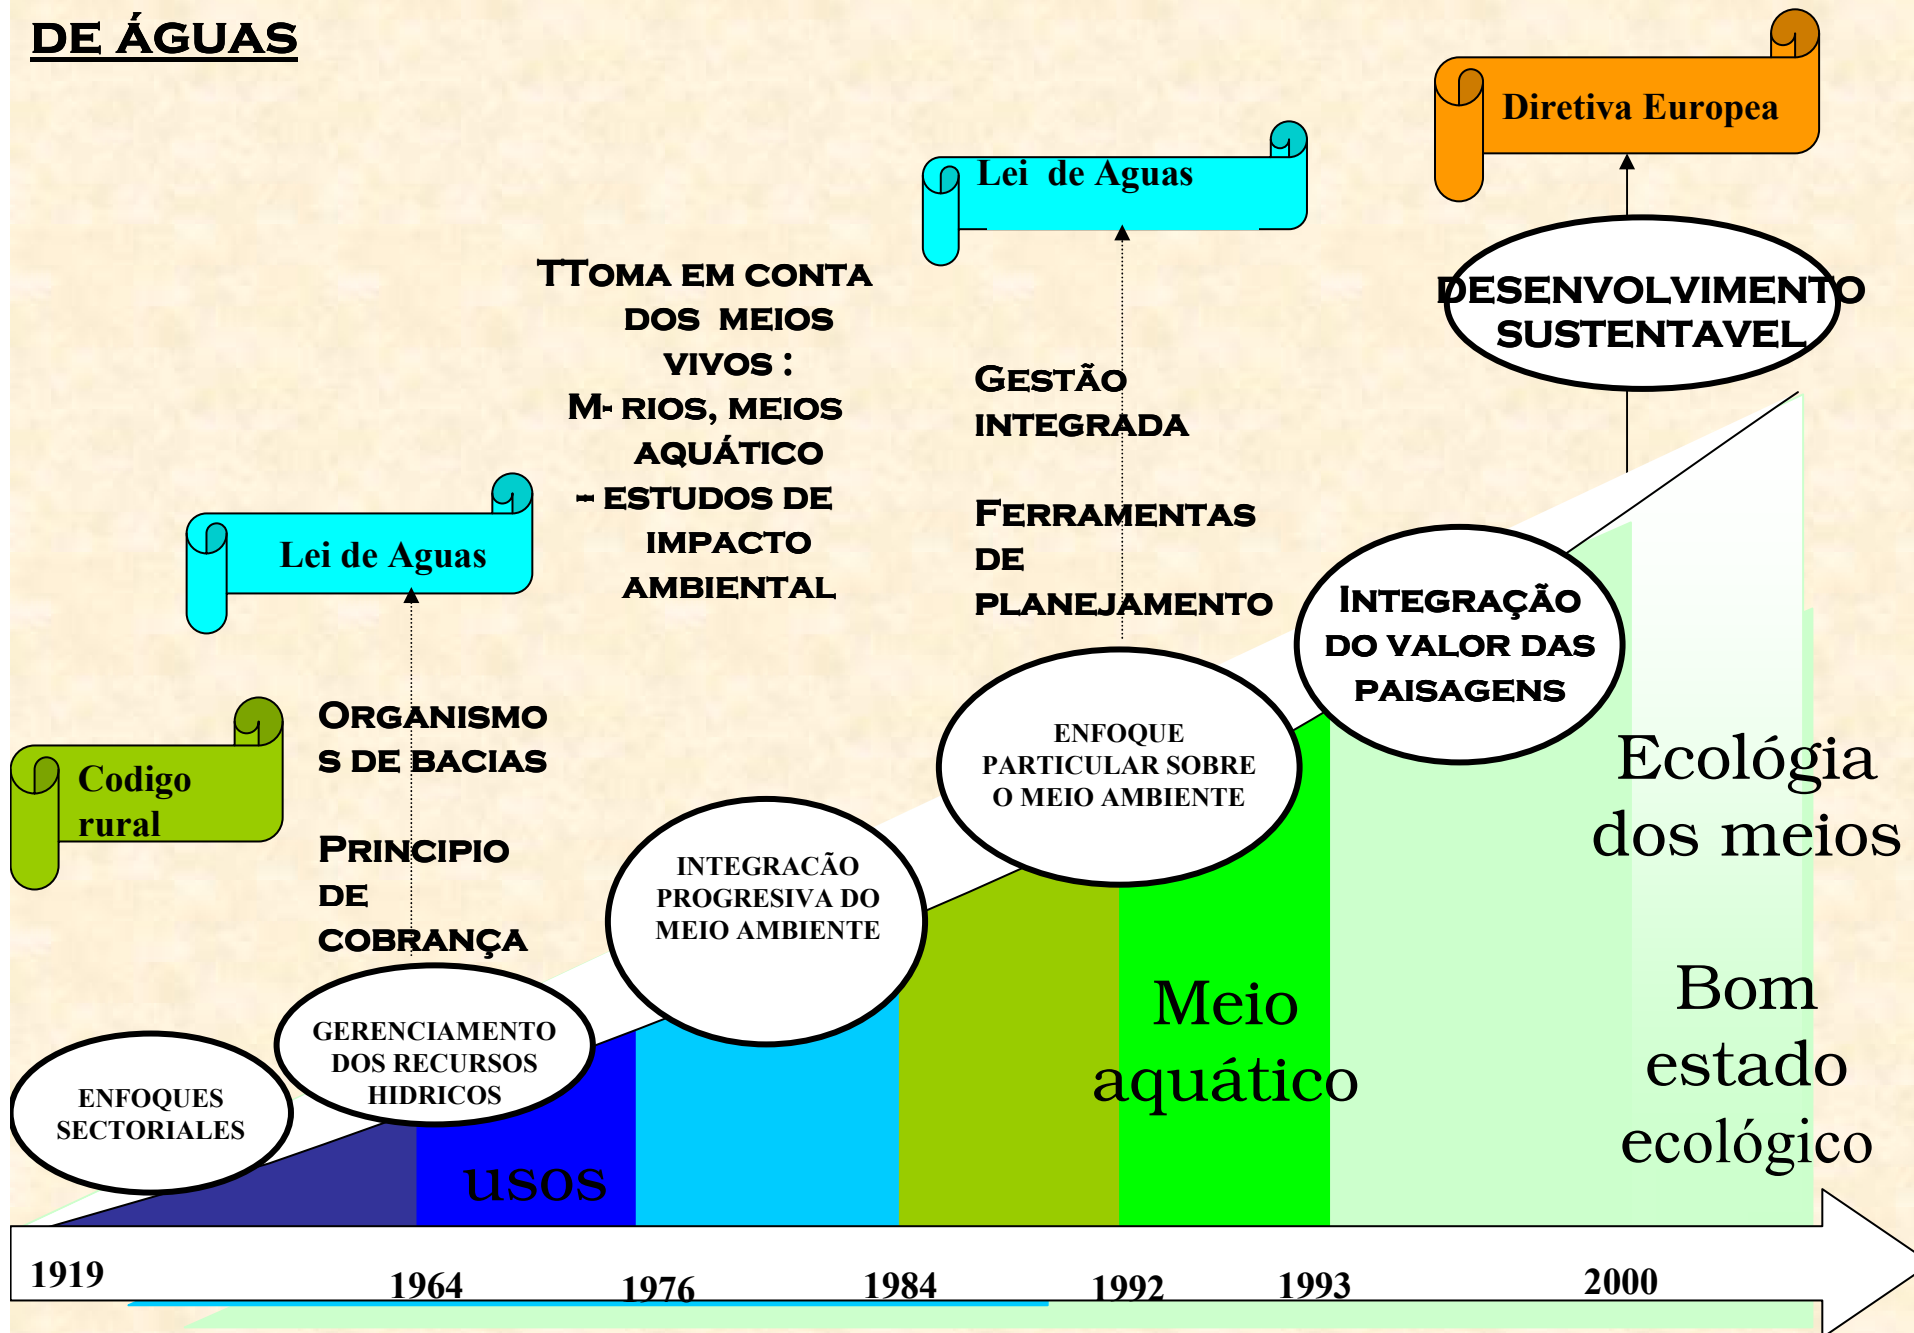 DE ÁGUAS
Diretiva Europea
Lei de Aguas
DESENVOLVIMENTO
SUSTENTAVEL
TTOMA EM CONTA
DOS MEIOS
VIVOS :
M- RIOS, MEIOS
AQUÁTICO
- ESTUDOS DE
IMPACTO
AMBIENTAL
GESTÃO
INTEGRADA
FERRAMENTAS
DE
PLANEJAMENTO
Lei de Aguas
INTEGRAÇÃO
DO VALOR DAS
PAISAGENS
ORGANISMO
S DE BACIAS
PRINCIPIO
DE
COBRANÇA
Codigo
rural
ENFOQUE
PARTICULAR SOBRE
O MEIO AMBIENTE
INTEGRACÃO
PROGRESIVA DO
MEIO AMBIENTE
GERENCIAMENTO
DOS RECURSOS
HIDRICOS
ENFOQUES
SECTORIALES
Ecológia
dos meios
Bom
estado
ecológico
Meio
aquático
usos
1919
1964
1976
1984
1992
1993
2000